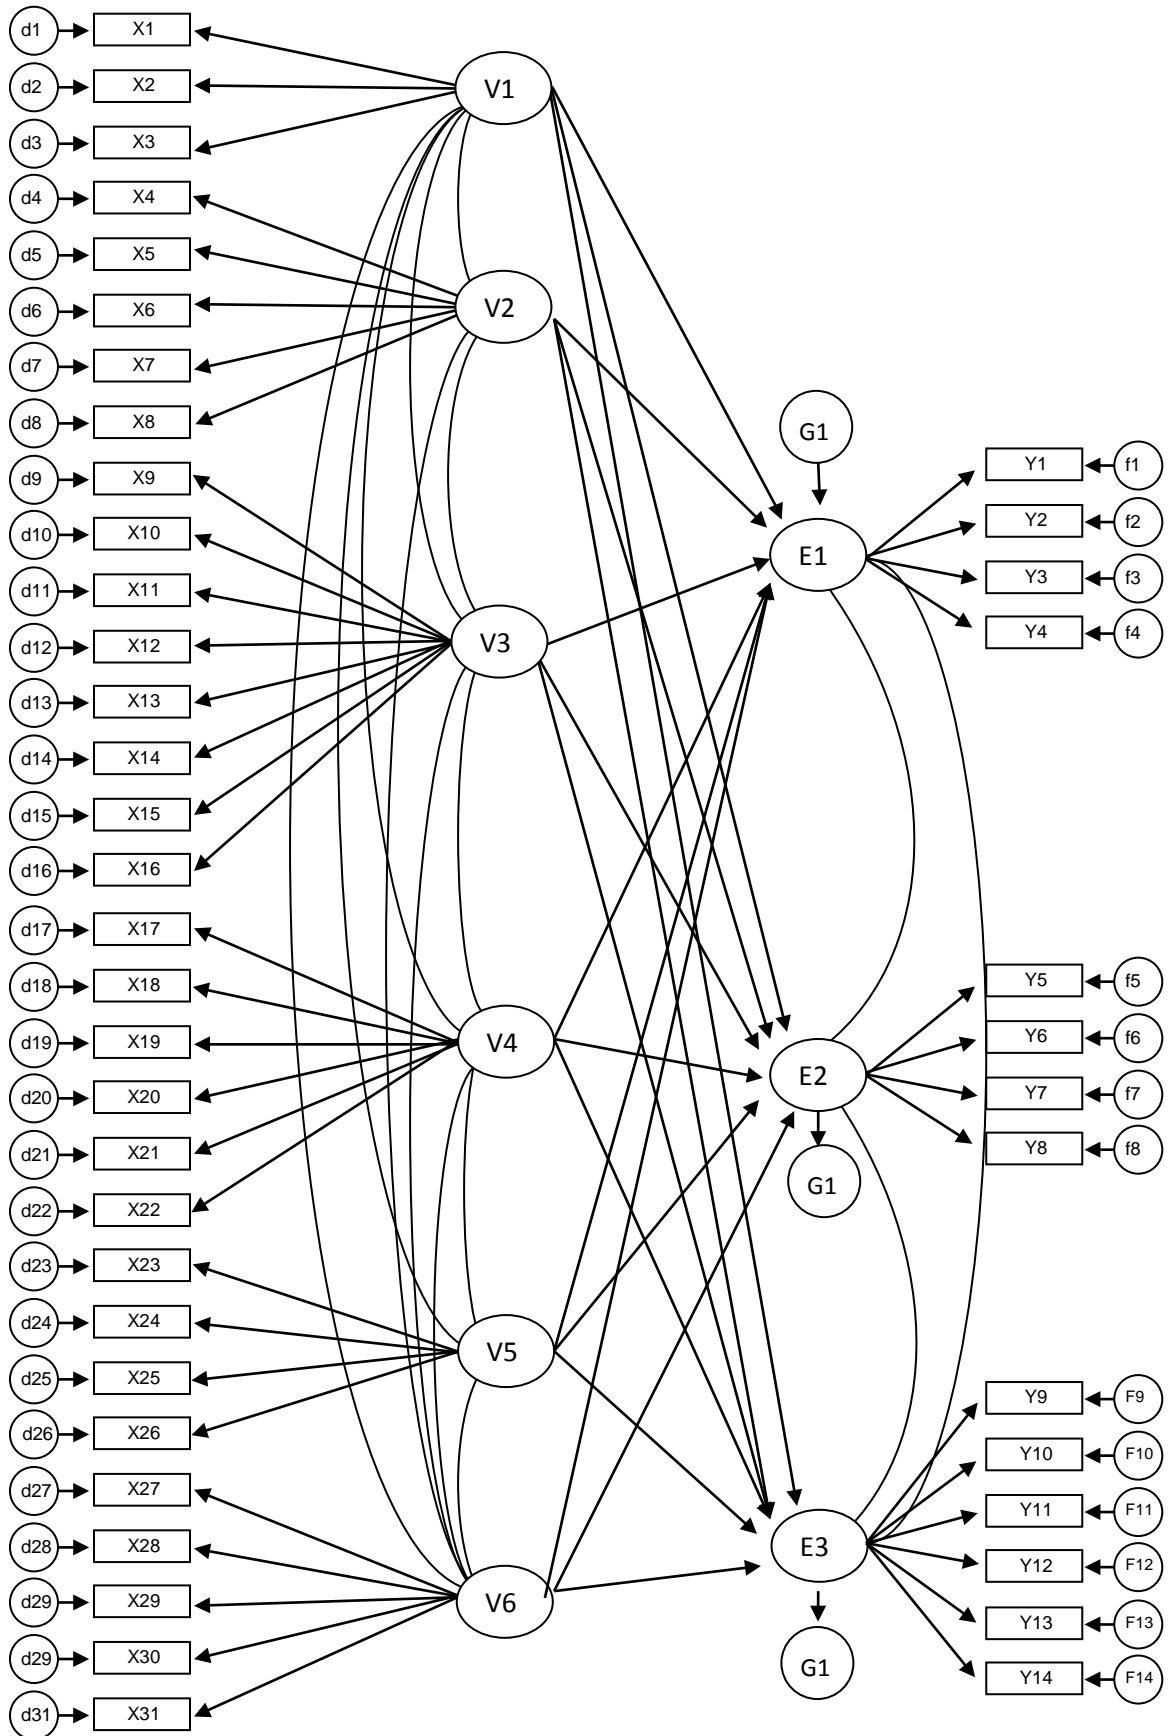 d1 X1
d2 X2
d3 X3
d4 X4
d5 X5
d6 X6
d7 X7
d8 X8
d9 X9
d10 X10
d11 X11
d12 X12
d13 X13
d14 X14
d15 X15
d16 X16
d17 X17
d18 X18
d19 X19
d20 X20
d21 X21
d22 X22
d23 X23
d24 X24
d25 X25
d26 X26
d27 X27
d28 X28
d29 X29
d29 X30
d31 X31
V1
V2
V3
V4
V5
V6
G1
E1
E2
G1
E3
G1
Y1 f1
Y2 f2
Y3 f3
Y4 f4
Y5 f5
Y6 f6
Y7 f7
Y8 f8
Y9 F9
Y10 F10
Y11 F11
Y12 F12
Y13 F13
Y14 F14